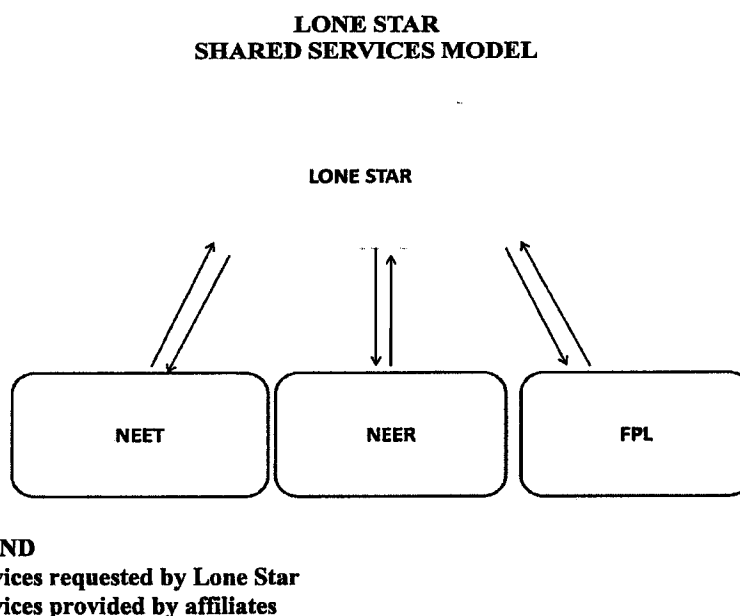 LONE STAR
SHARED SERVICES MODEL
LONE STAR
NEET NEER FPL
ND
vices requested by Lone Star
vices provided by affiliates